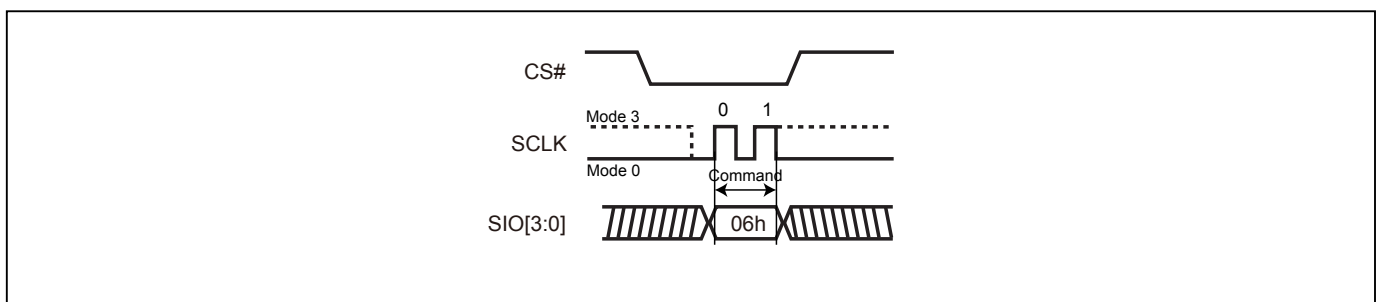 CS#
Mode 3
0 1
SCLK
Mode 0
Command
SIO[3:0]
06h